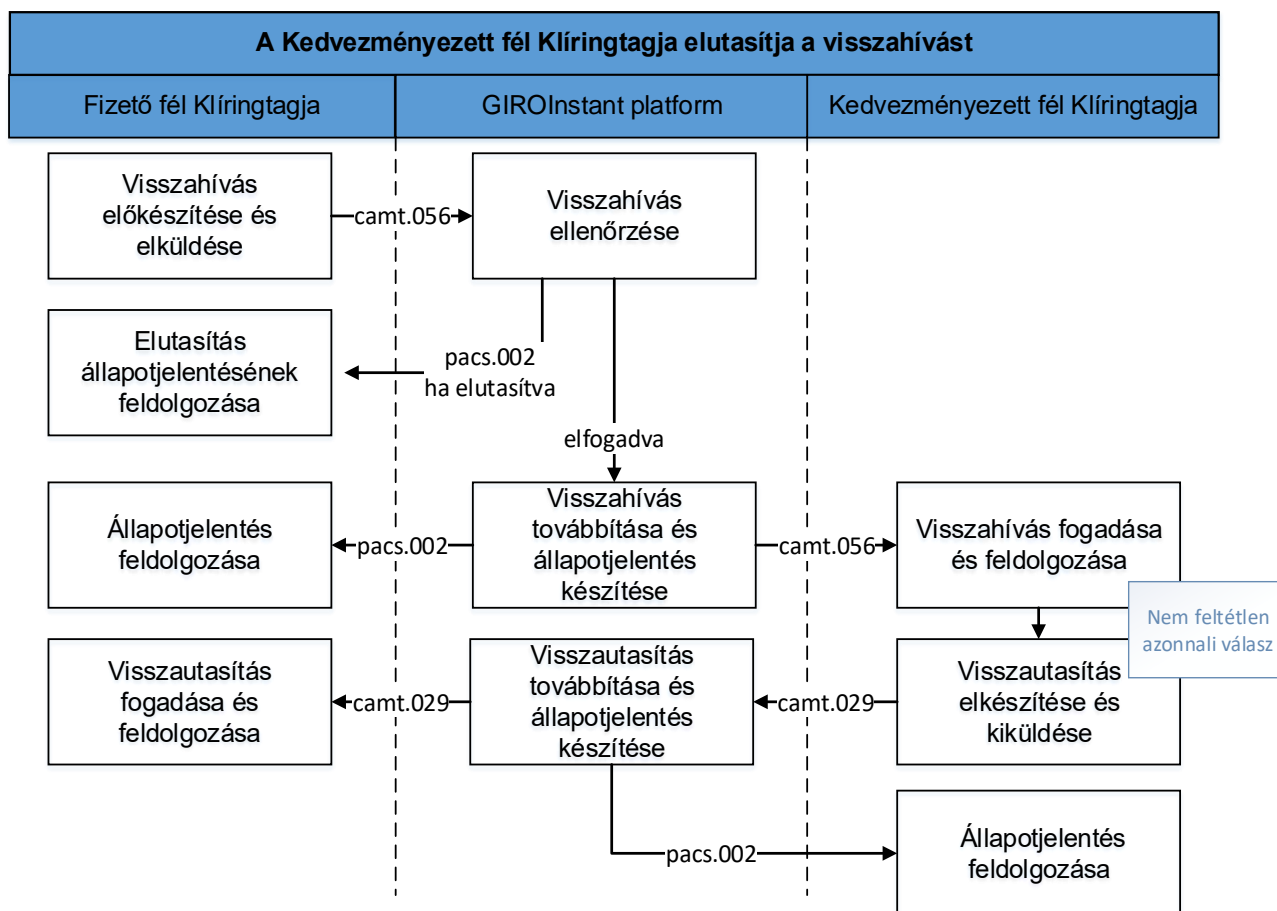 A Kedvezményezett fél Klíringtagja elutasítja a visszahívást
Fizető fél Klíringtagja
GIROInstant platform
Kedvezményezett fél Klíringtagja
Visszahívás
előkészítése és
elküldése
camt.056
Visszahívás
ellenőrzése
Elutasítás
állapotjelentésének
feldolgozása
pacs.002
ha elutasítva
elfogadva
Állapotjelentés
feldolgozása
pacs.002
Visszahívás
továbbítása és
állapotjelentés
készítése
camt.056
Visszahívás fogadása
és feldolgozása
Nem feltétlen
azonnali válasz
Visszautasítás
fogadása és
feldolgozása
camt.029
Visszautasítás
továbbítása és
állapotjelentés
készítése
camt.029
Visszautasítás
elkészítése és
kiküldése
pacs.002
Állapotjelentés
feldolgozása